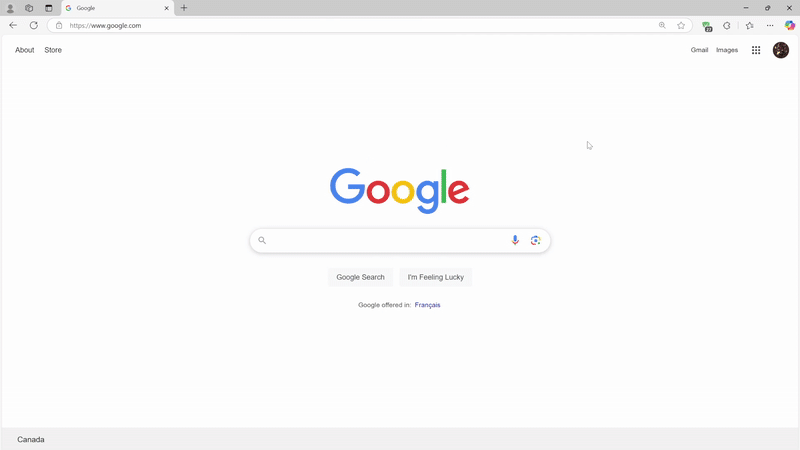 Google
https://www.google.com
27
About Store
Gmail Images
Google
Google Search I'm Feeling Lucky
Google offered in: Français
Canada